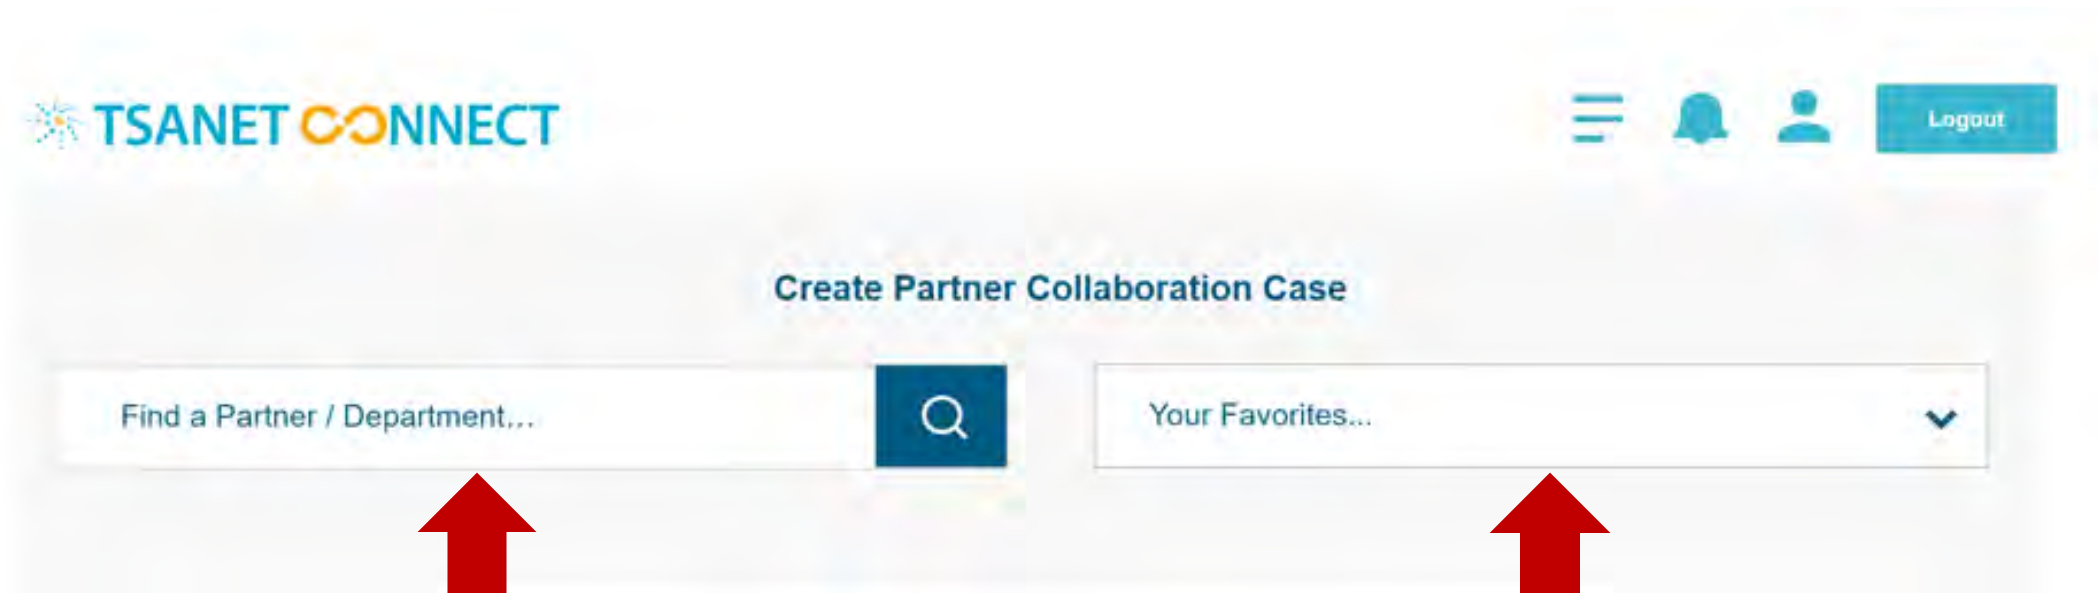 TSANET CONNECT
Logout
Create Partner Collaboration Case
Find a Partner / Department...
Your Favorites...